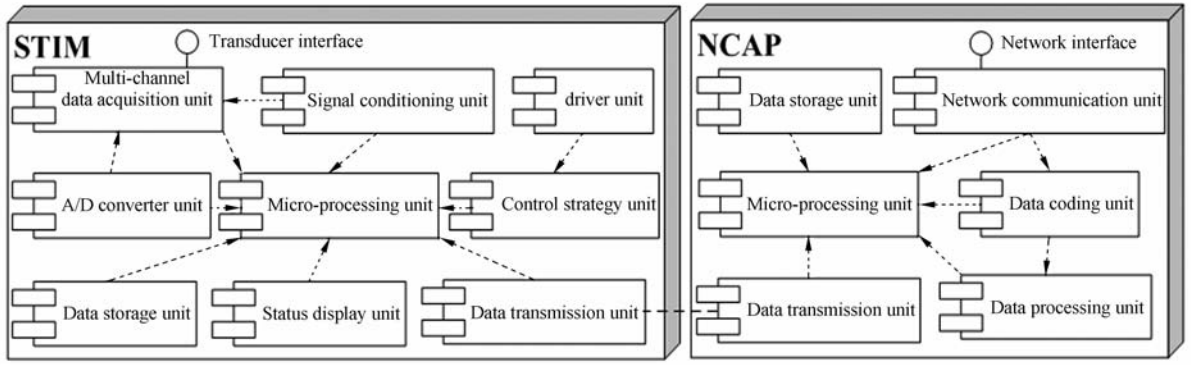 STIM
Transducer interface
Multi-channel
data acquisition unit
Signal conditioning unit
driver unit
A/D converter unit
Micro-processing unit
Control strategy unit
Data storage unit
Status display unit
Data transmission unit
NCAP
Network interface
Data storage unit
Network communication unit
Micro-processing unit
Data coding unit
Data transmission unit
Data processing unit